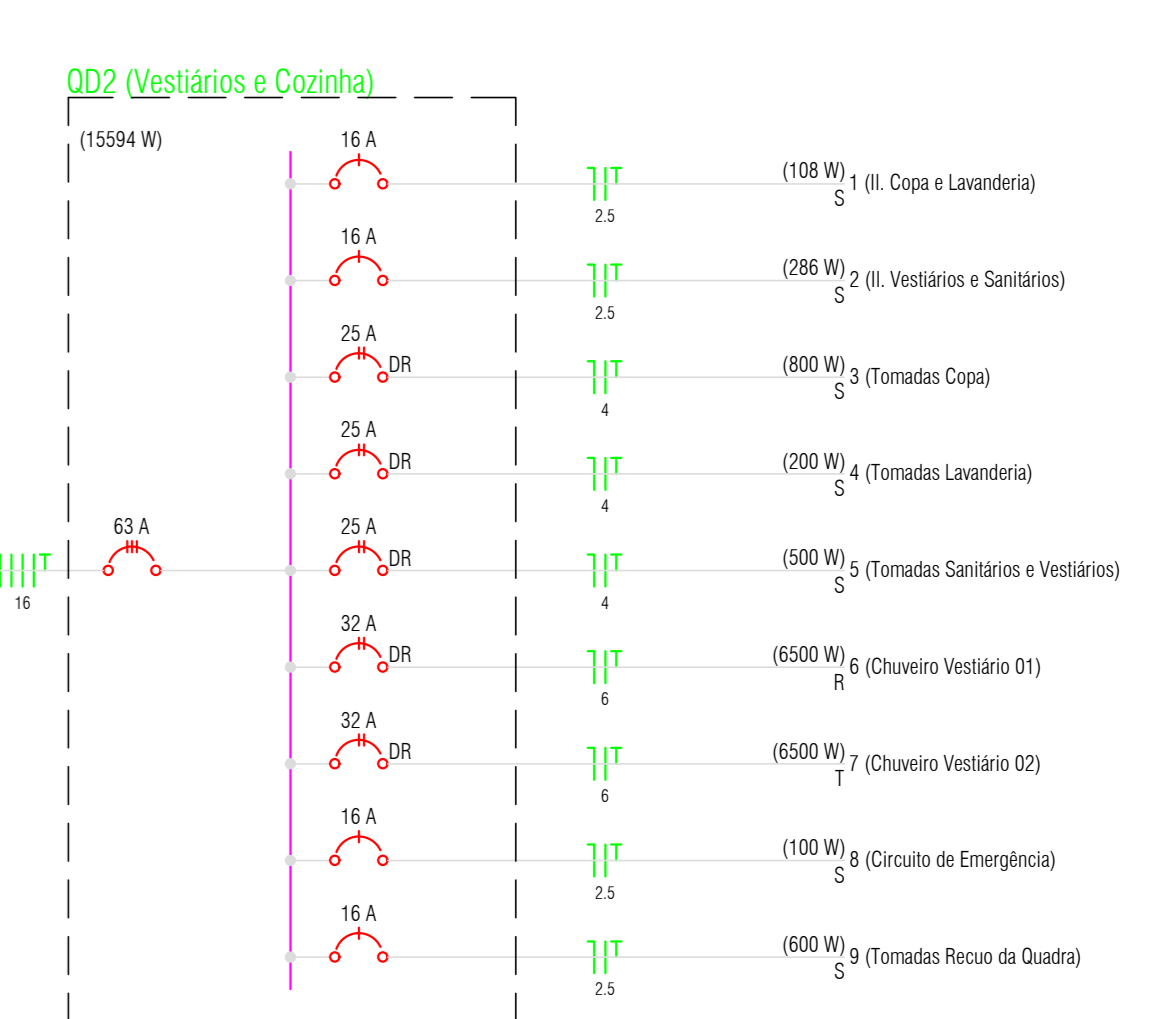 QD2 (Vestiários e Cozinha)
(15594 W)
16 A
(108 W)
S
1 (Il. Copa e Lavanderia)
2.5
16 A
(286 W)
S
2 (Il. Vestiários e Sanitários)
2.5
25 A
DR
(800 W)
S
3 (Tomadas Copa)
4
25 A
DR
(200 W)
S
4 (Tomadas Lavanderia)
4
63 A
16
25 A
DR
(500 W)
S
5 (Tomadas Sanitários e Vestiários)
4
32 A
DR
(6500 W)
R
6 (Chuveiro Vestiário 01)
6
32 A
DR
(6500 W)
T
7 (Chuveiro Vestiário 02)
6
16 A
(100 W)
S
8 (Circuito de Emergência)
2.5
16 A
(600 W)
S
9 (Tomadas Recuo da Quadra)
2.5